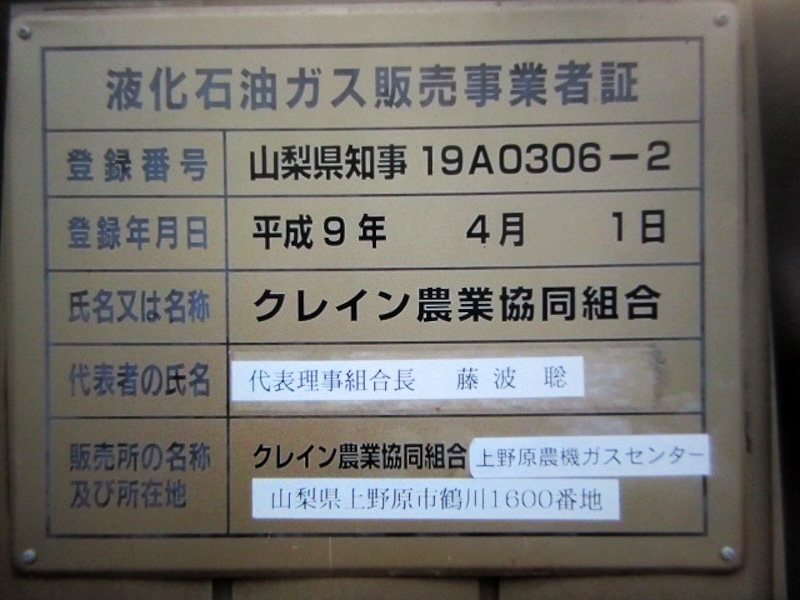 液化石油ガス販売事業者証
登録番号 山梨県知事 19A0306-2
登録年月日 平成9年 4月 1日
氏名又は名称 クレイン農業協同組合
代表者の氏名 代表理事組合長 藤波 聡
販売所の名称 クレイン農業協同組合 上野原農機ガスセンター
及び所在地 山梨県上野原市鶴川1600番地